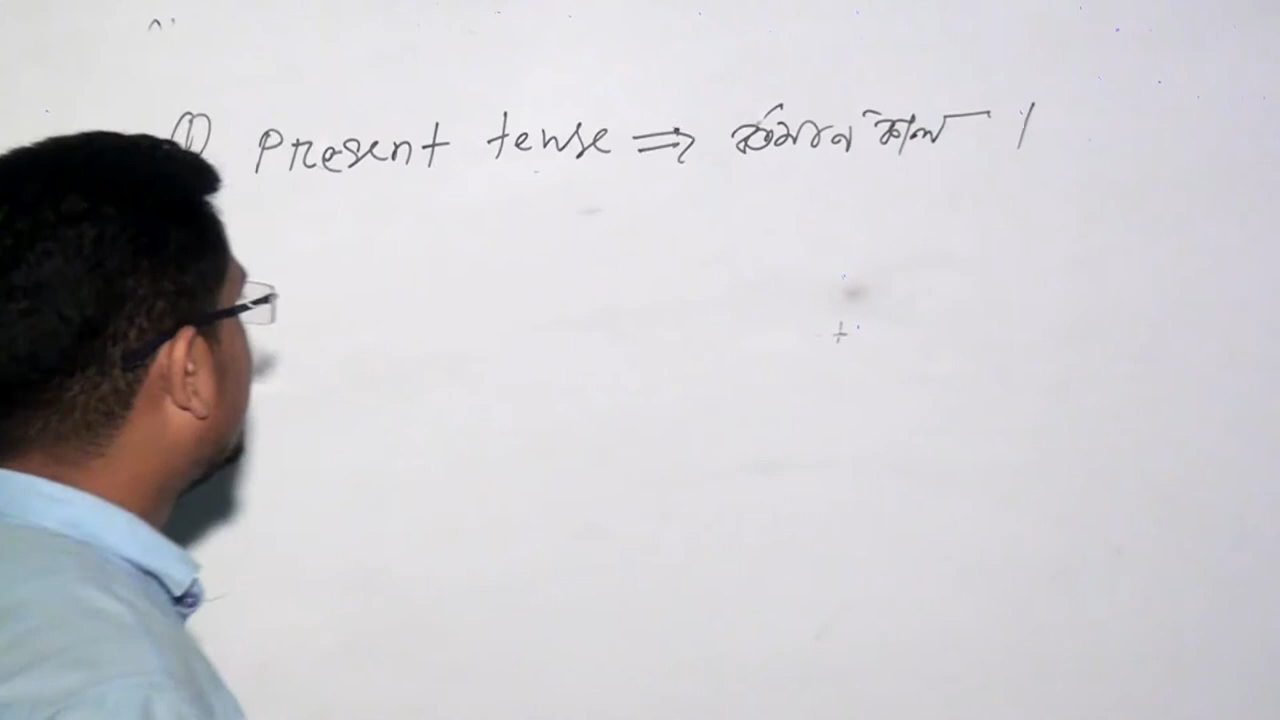 ① Present tense ⇒ বর্তমান কাল ।